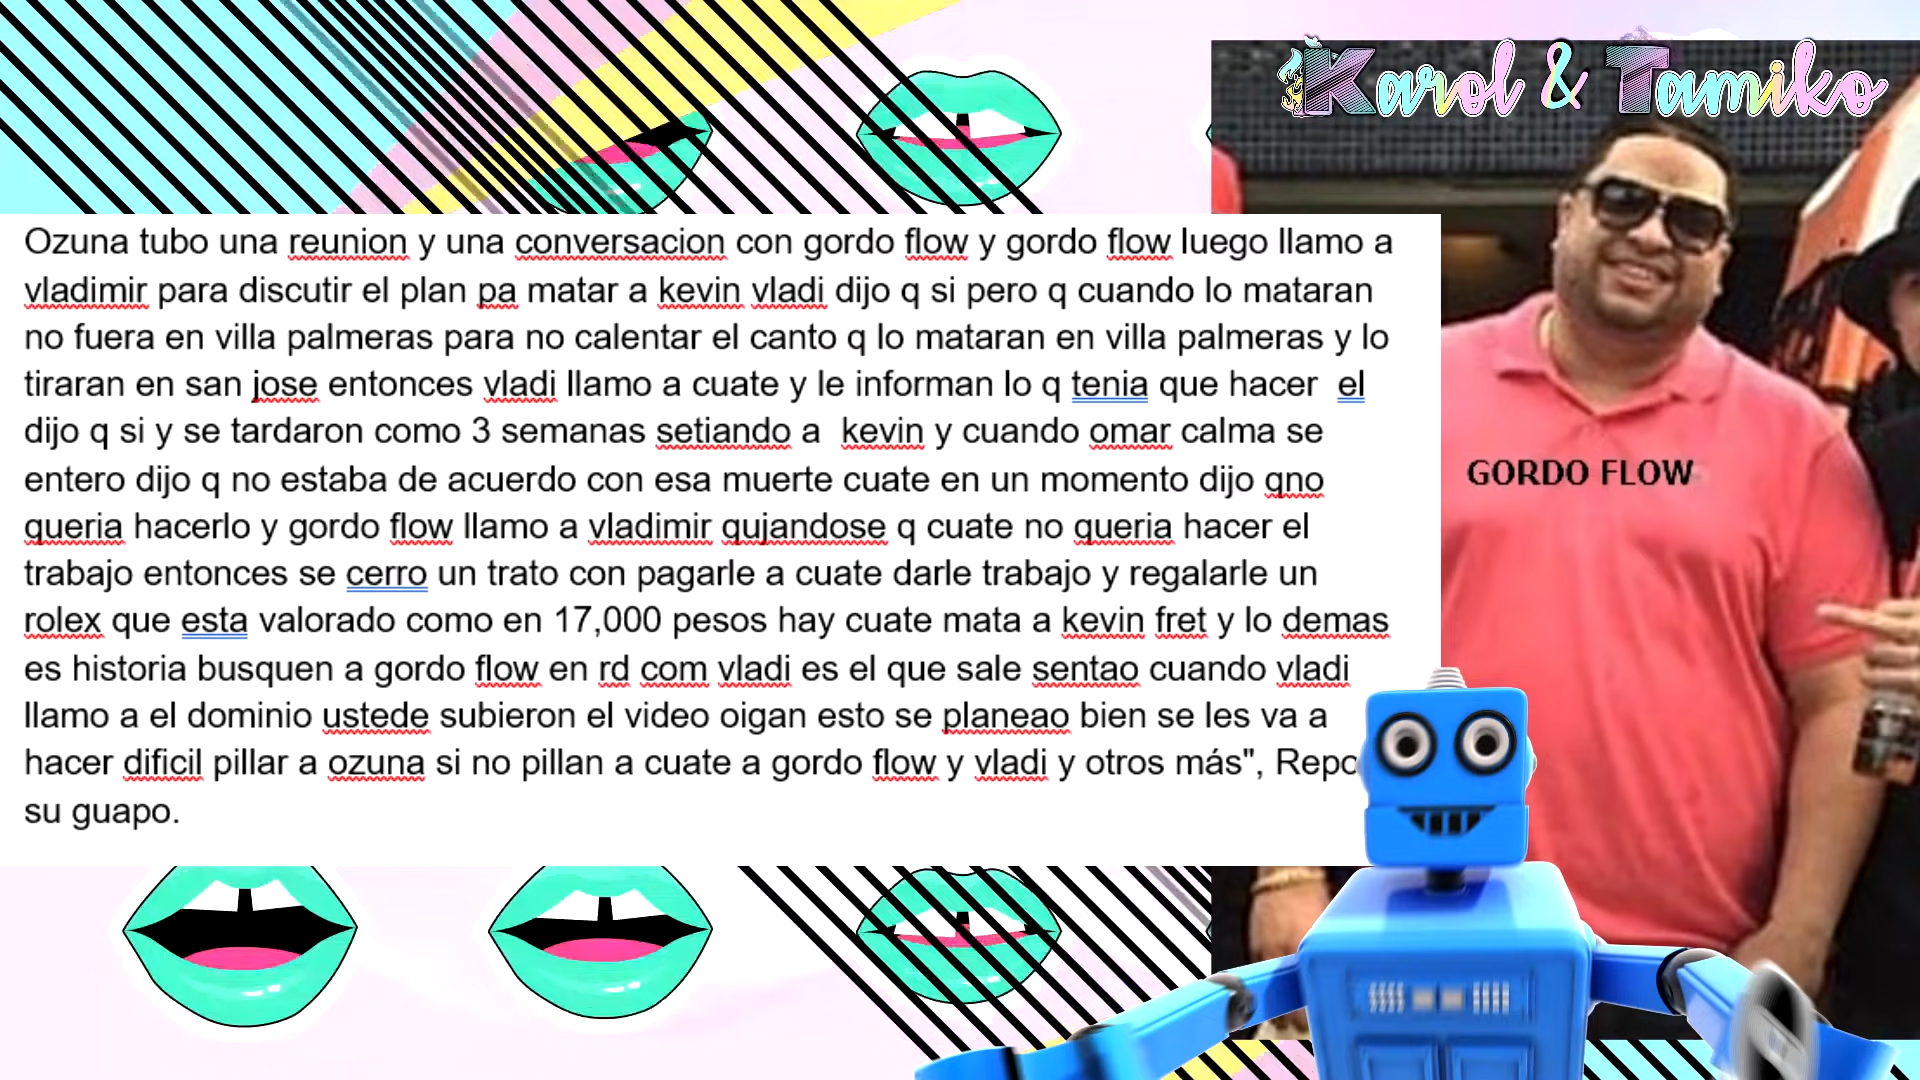 Karol & Tamiko
Ozuna tubo una reunion y una conversacion con gordo flow y gordo flow luego llamo a
vladimir para discutir el plan pa matar a kevin vladi dijo q si pero q cuando lo mataran
no fuera en villa palmeras para no calentar el canto q lo mataran en villa palmeras y lo
tiraran en san jose entonces vladi llamo a cuate y le informan lo q tenia que hacer el
dijo q si y se tardaron como 3 semanas setiando a kevin y cuando omar calma se
entero dijo q no estaba de acuerdo con esa muerte cuate en un momento dijo qno
queria hacerlo y gordo flow llamo a vladimir qujandose q cuate no queria hacer el
trabajo entonces se cerro un trato con pagarle a cuate darle trabajo y regalarle un
rolex que esta valorado como en 17,000 pesos hay cuate mata a kevin fret y lo demas
es historia busquen a gordo flow en rd com vladi es el que sale sentao cuando vladi
llamo a el dominio ustede subieron el video oigan esto se planeao bien se les va a
hacer dificil pillar a ozuna si no pillan a cuate a gordo flow y vladi y otros más",
su guapo.
GORDO FLOW